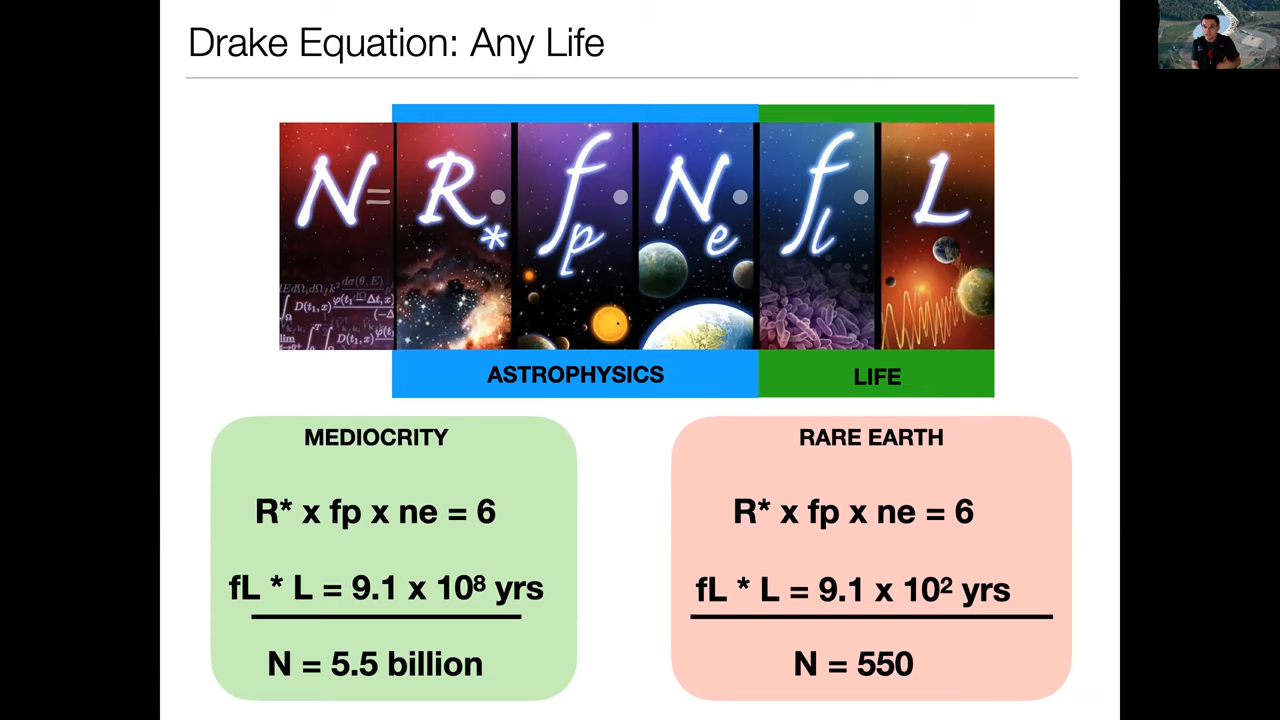 Drake Equation: Any Life
N = R* • fp • Ne • fl • L
ASTROPHYSICS
LIFE
MEDIOCRITY
R* x fp x ne = 6
fL * L = 9.1 x 10⁸ yrs
N = 5.5 billion
RARE EARTH
R* x fp x ne = 6
fL * L = 9.1 x 10² yrs
N = 550